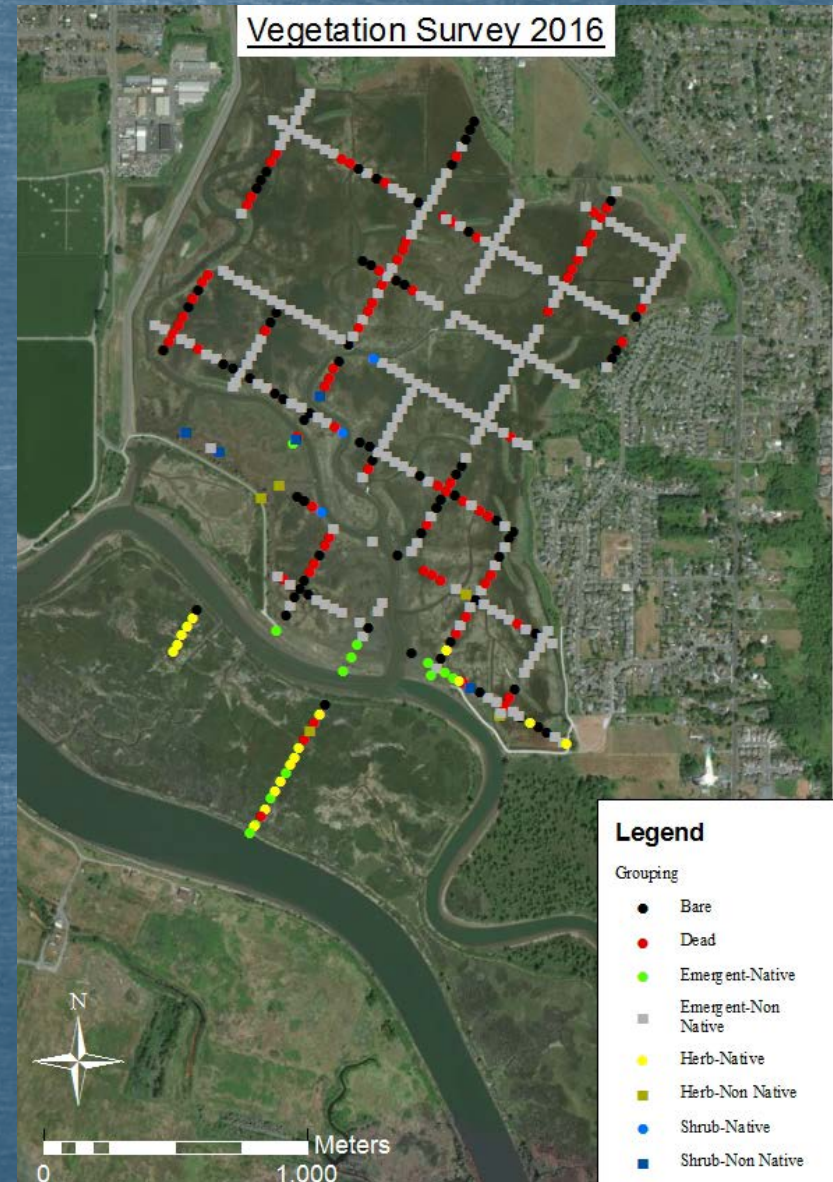 Vegetation Survey 2016
Legend
Grouping
Bare
Dead
Emergent-Native
Emergent-Non
Native
Herb-Native
Herb-Non Native
Shrub-Native
Shrub-Non Native
N
Meters
0 1,000